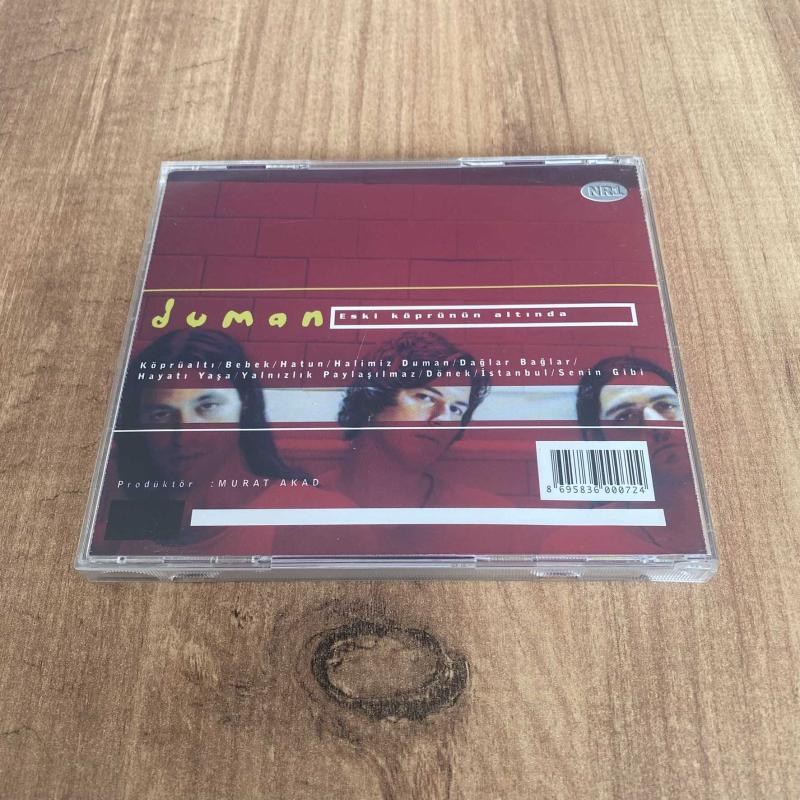 NR1
duman Eski köprünün altında
Köprüaltı/Bebek/Hatun/Halimiz Duman/Dağlar Bağlar/
Hayatı Yaşa/Yalnızlık Paylaşılmaz/Dönek/İstanbul/Senin Gibi
Prodüktör :MURAT AKAD
8 695836 000724